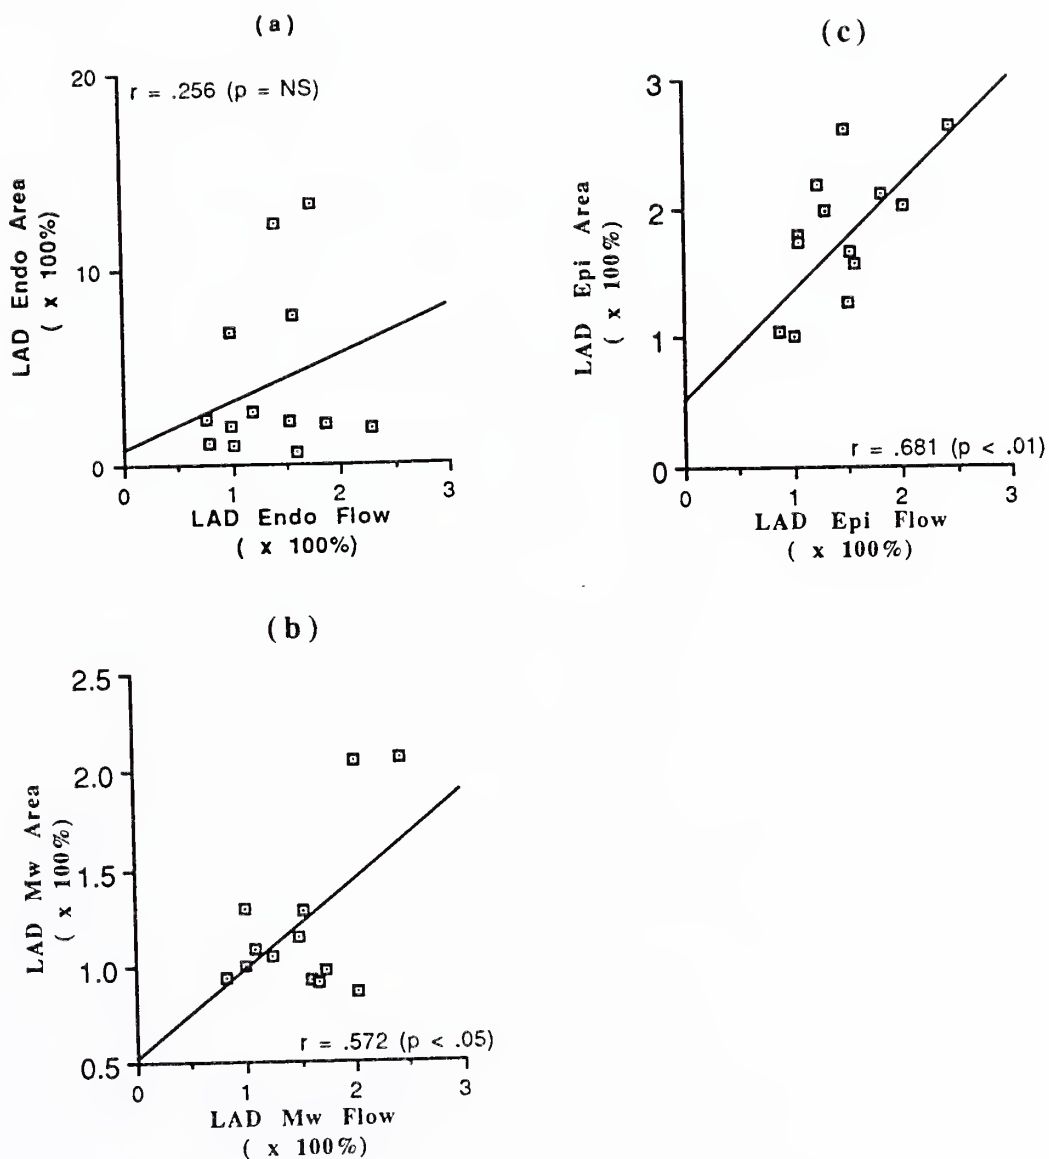 (a)
20
r = .256 (p = NS)
10
0
LAD Endo Area
( x 100%)
0 1 2 3
LAD Endo Flow
( x 100%)
(c)
3
2
1
0
LAD Epi Area
( x 100%)
r = .681 (p < .01)
0 1 2 3
LAD Epi Flow
( x 100%)
(b)
2.5
2.0
1.5
1.0
0.5
LAD Mw Area
( x 100%)
r = .572 (p < .05)
0 1 2 3
LAD Mw Flow
( x 100%)